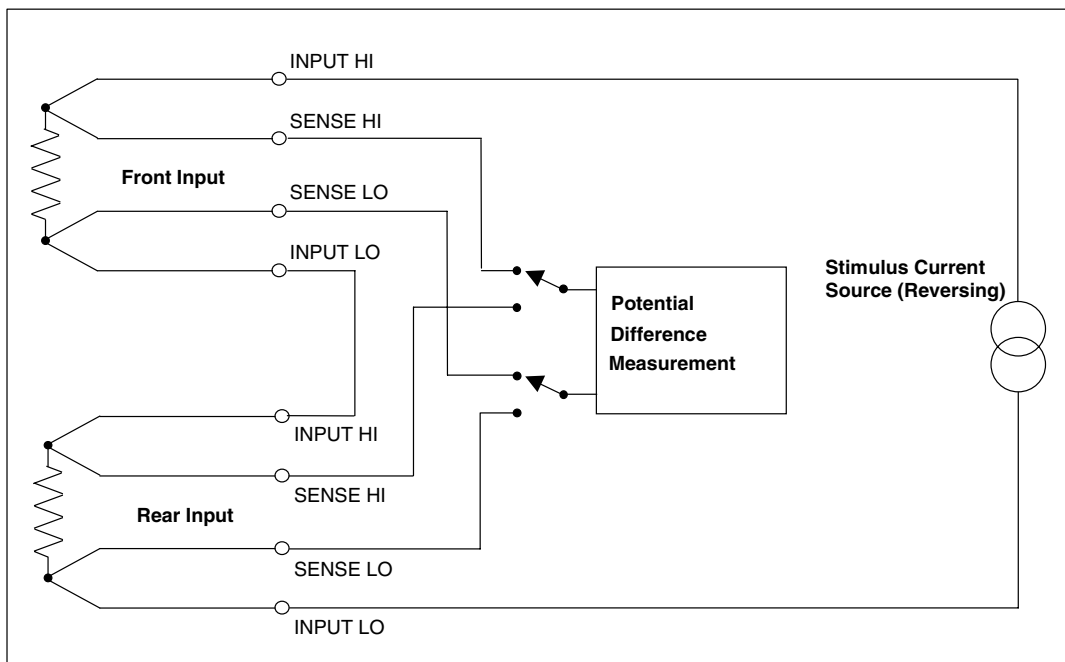 INPUT HI
SENSE HI
Front Input
SENSE LO
INPUT LO
Stimulus Current
Source (Reversing)
Potential
Difference
Measurement
INPUT HI
SENSE HI
Rear Input
SENSE LO
INPUT LO